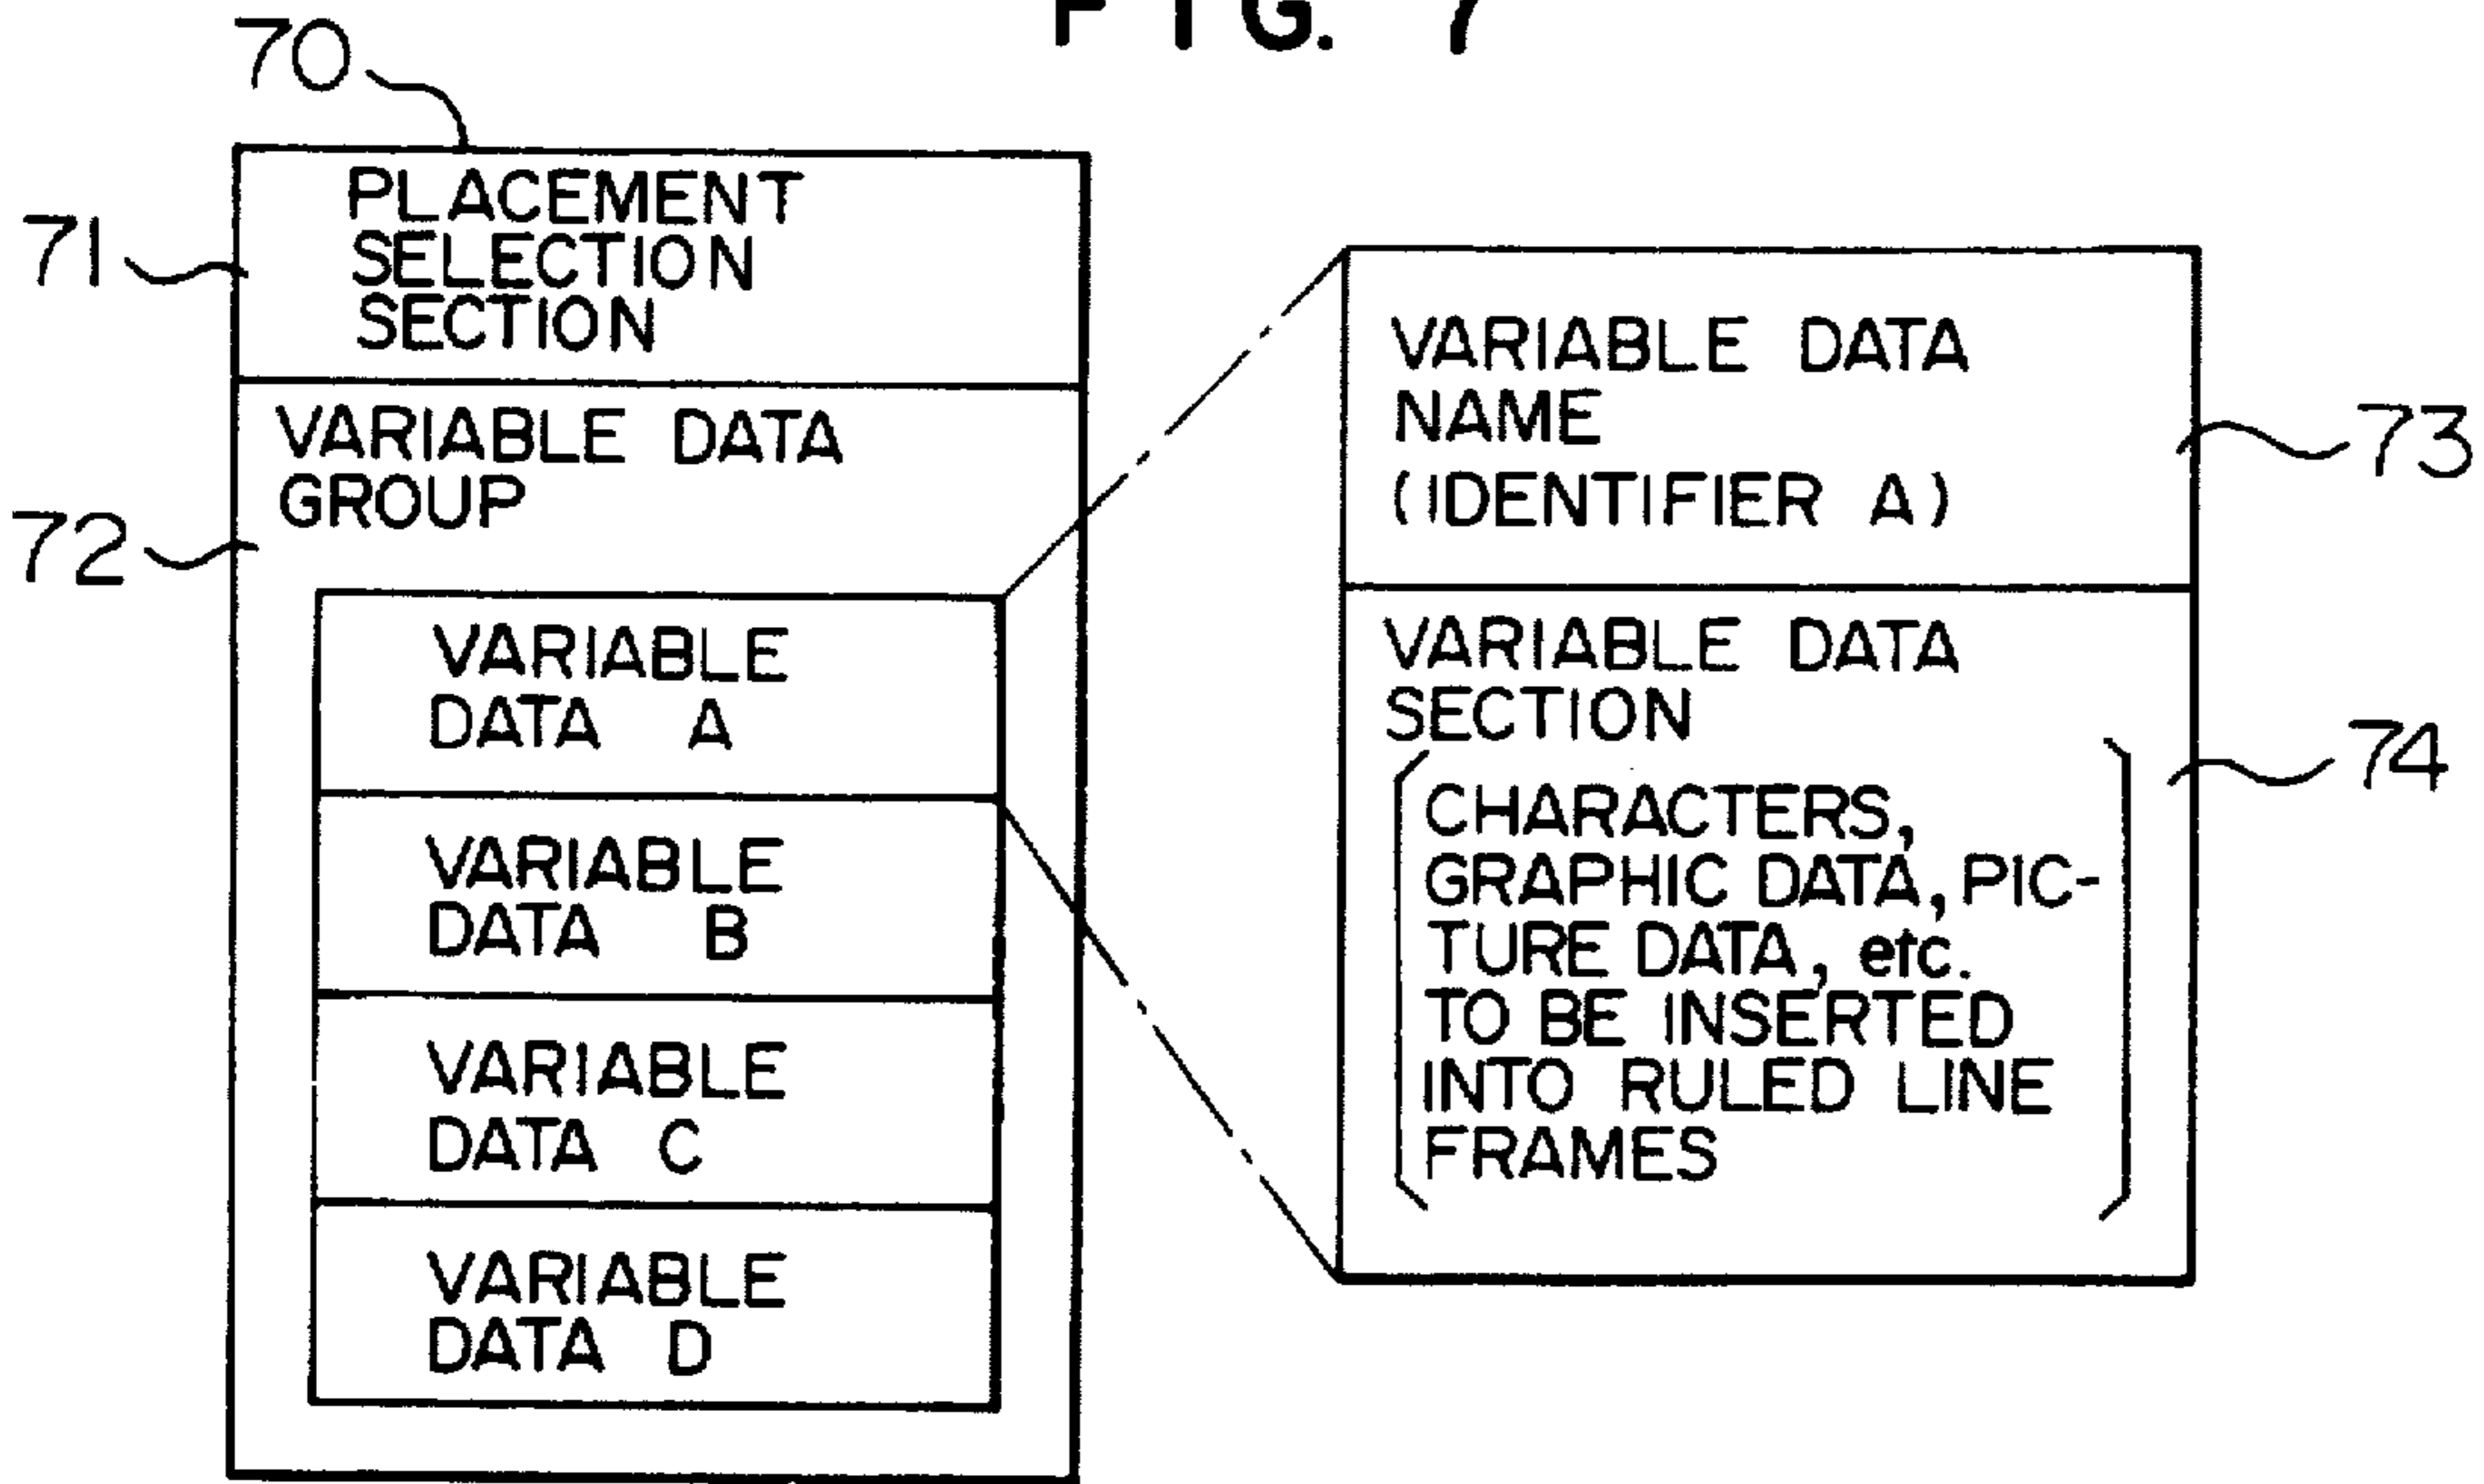 FIG. 7
70
71
PLACEMENT
SELECTION
SECTION
72
VARIABLE DATA
GROUP
VARIABLE
DATA A
VARIABLE
DATA B
VARIABLE
DATA C
VARIABLE
DATA D
VARIABLE DATA
NAME
(IDENTIFIER A)
73
VARIABLE DATA
SECTION
74
CHARACTERS,
GRAPHIC DATA, PIC-
TURE DATA, etc.
TO BE INSERTED
INTO RULED LINE
FRAMES